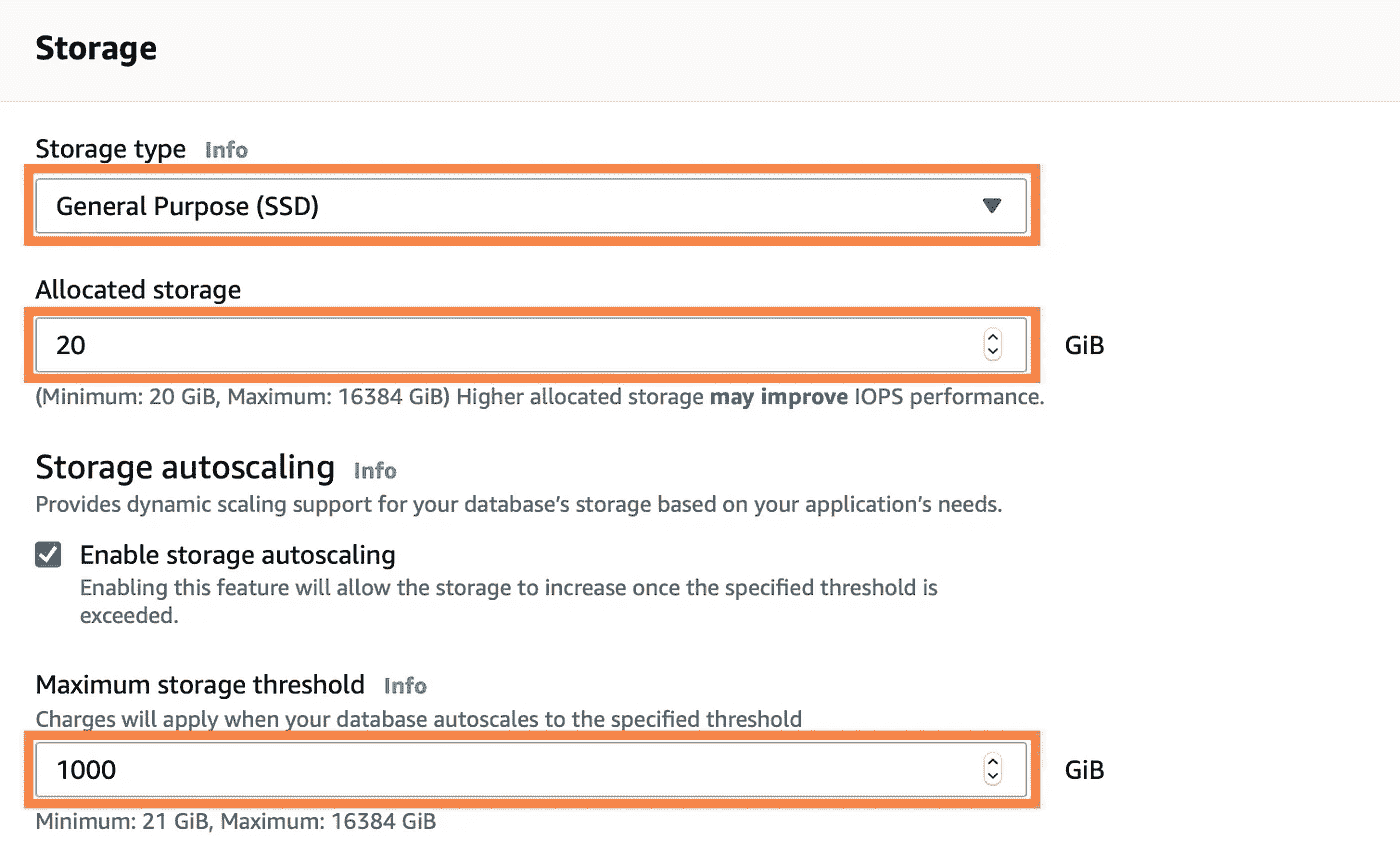 Storage
Storage type Info
General Purpose (SSD)
Allocated storage
20 GiB
(Minimum: 20 GiB, Maximum: 16384 GiB) Higher allocated storage may improve IOPS performance.
Storage autoscaling Info
Provides dynamic scaling support for your database’s storage based on your application’s needs.
Enable storage autoscaling
Enabling this feature will allow the storage to increase once the specified threshold is
exceeded.
Maximum storage threshold Info
Charges will apply when your database autoscales to the specified threshold
1000 GiB
Minimum: 21 GiB, Maximum: 16384 GiB